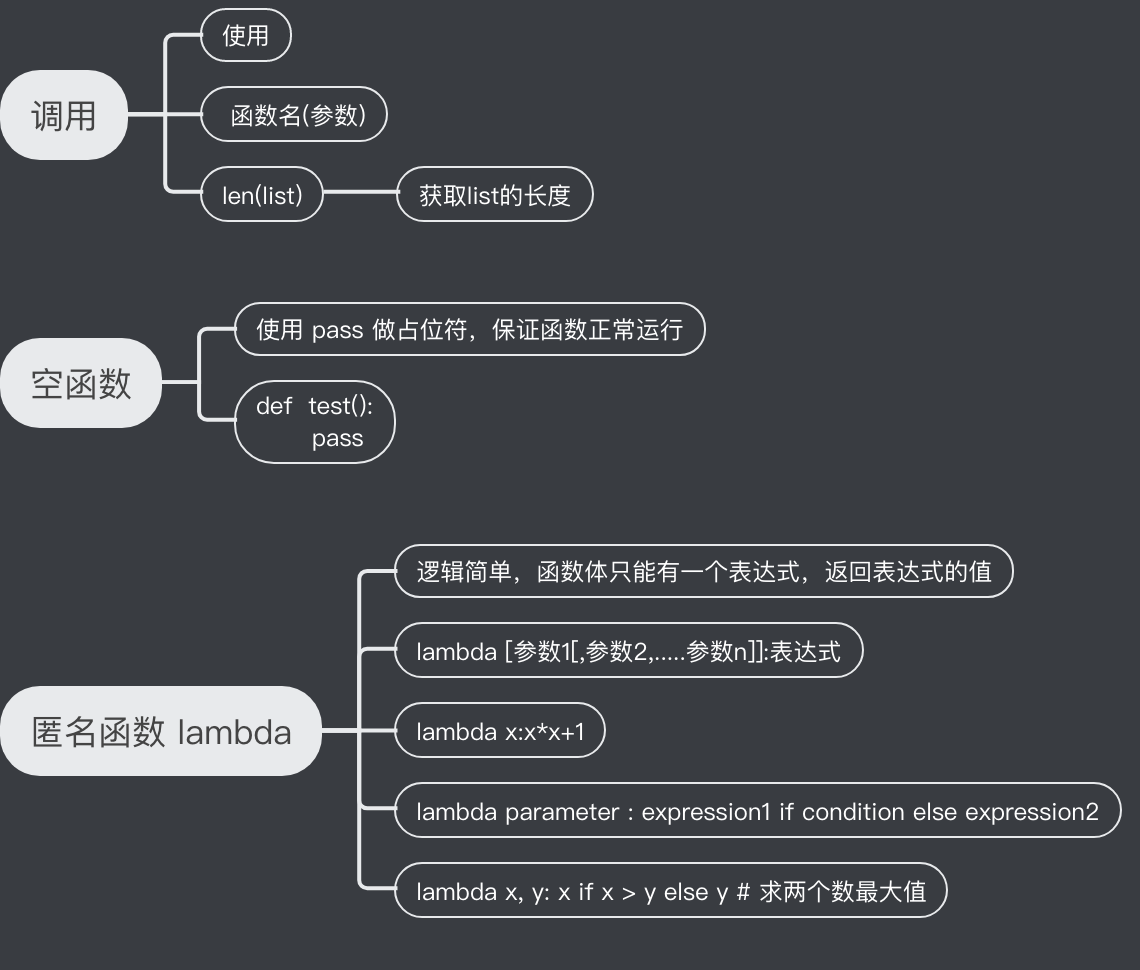 调用
使用
函数名(参数)
len(list)
获取list的长度
空函数
使用 pass 做占位符，保证函数正常运行
def  test():
pass
匿名函数 lambda
逻辑简单，函数体只能有一个表达式，返回表达式的值
lambda [参数1[,参数2,.....参数n]]:表达式
lambda x:x*x+1
lambda parameter : expression1 if condition else expression2
lambda x, y: x if x > y else y # 求两个数最大值